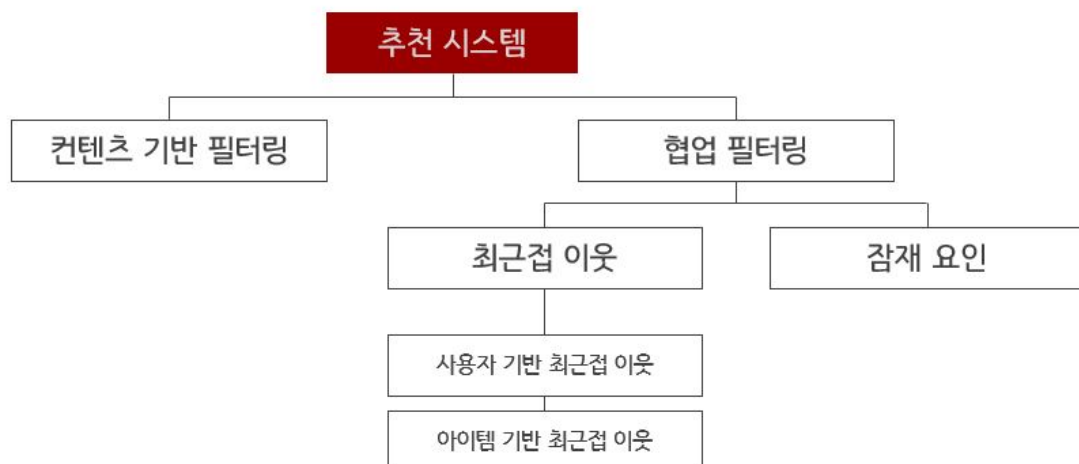 추천 시스템
컨텐츠 기반 필터링
협업 필터링
최근접 이웃
잠재 요인
사용자 기반 최근접 이웃
아이템 기반 최근접 이웃